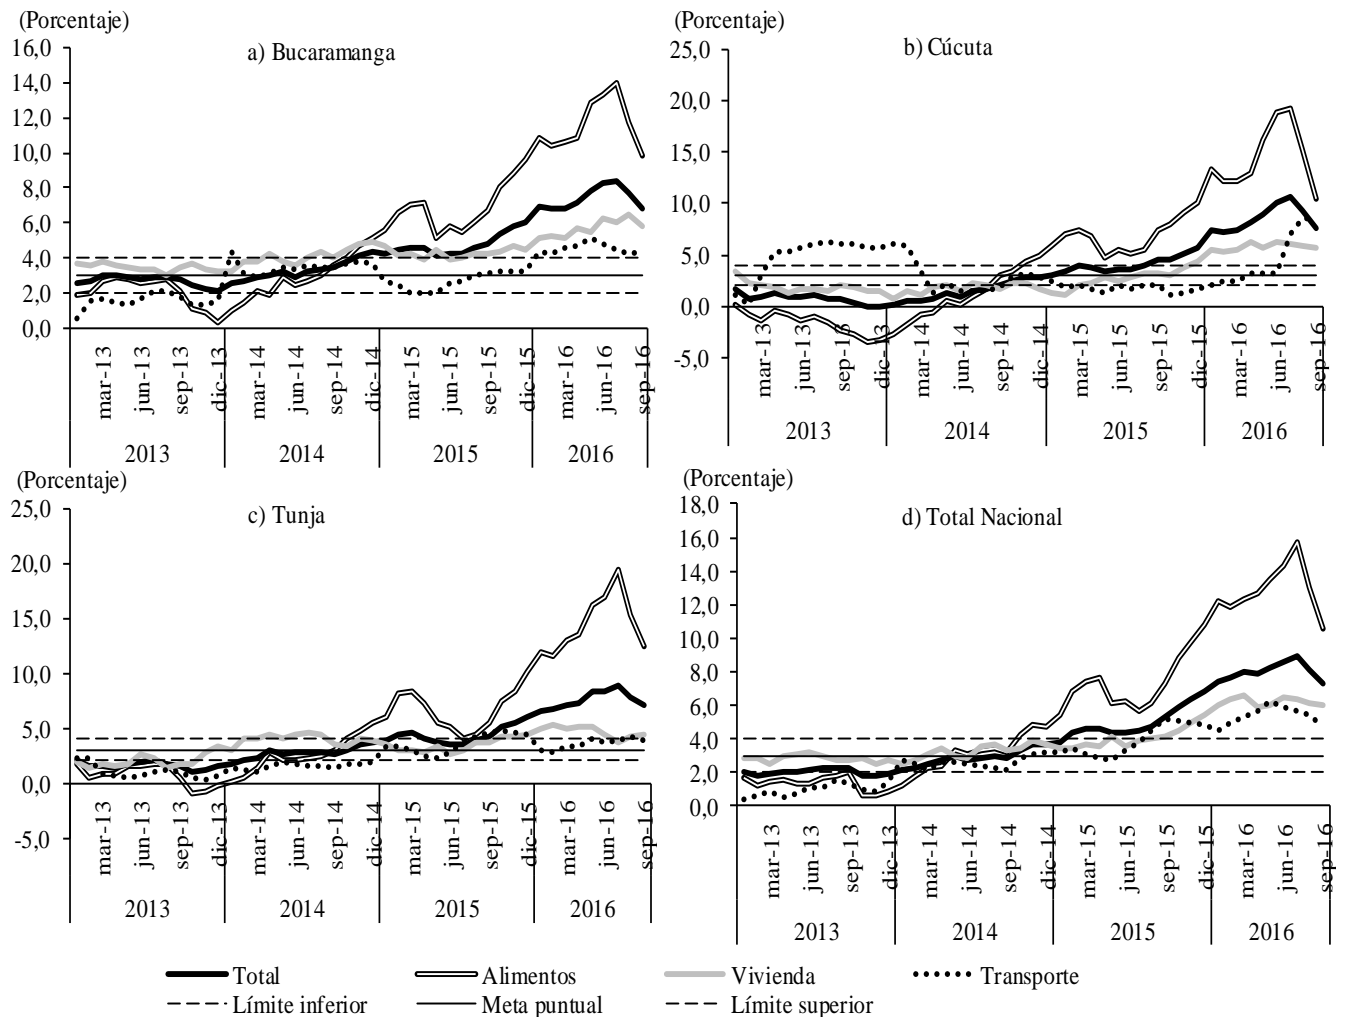 (Porcentaje)
a) Bucaramanga
16,0
14,0
12,0
10,0
8,0
6,0
4,0
2,0
0,0
mar-13
jun-13
sep-13
dic-13
mar-14
jun-14
sep-14
dic-14
mar-15
jun-15
sep-15
dic-15
mar-16
jun-16
sep-16
2013
2014
2015
2016
(Porcentaje)
b) Cúcuta
25,0
20,0
15,0
10,0
5,0
0,0
-5,0
mar-13
jun-13
sep-16
dic-13
mar-14
jun-14
sep-14
dic-14
mar-15
jun-15
sep-15
dic-15
mar-16
jun-16
sep-16
2013
2014
2015
2016
(Porcentaje)
c) Tunja
25,0
20,0
15,0
10,0
5,0
0,0
-5,0
mar-13
jun-13
sep-13
dic-13
mar-14
jun-14
sep-14
dic-14
mar-15
jun-15
sep-15
dic-15
mar-16
jun-16
sep-16
2013
2014
2015
2016
(Porcentaje)
d) Total Nacional
18,0
16,0
14,0
12,0
10,0
8,0
6,0
4,0
2,0
0,0
mar-13
jun-13
sep-13
dic-13
mar-14
jun-14
sep-14
dic-14
mar-15
jun-15
sep-15
dic-15
mar-16
jun-16
sep-16
2013
2014
2015
2016
Total
Alimentos
Vivienda
Transporte
Límite inferior
Meta puntual
Límite superior